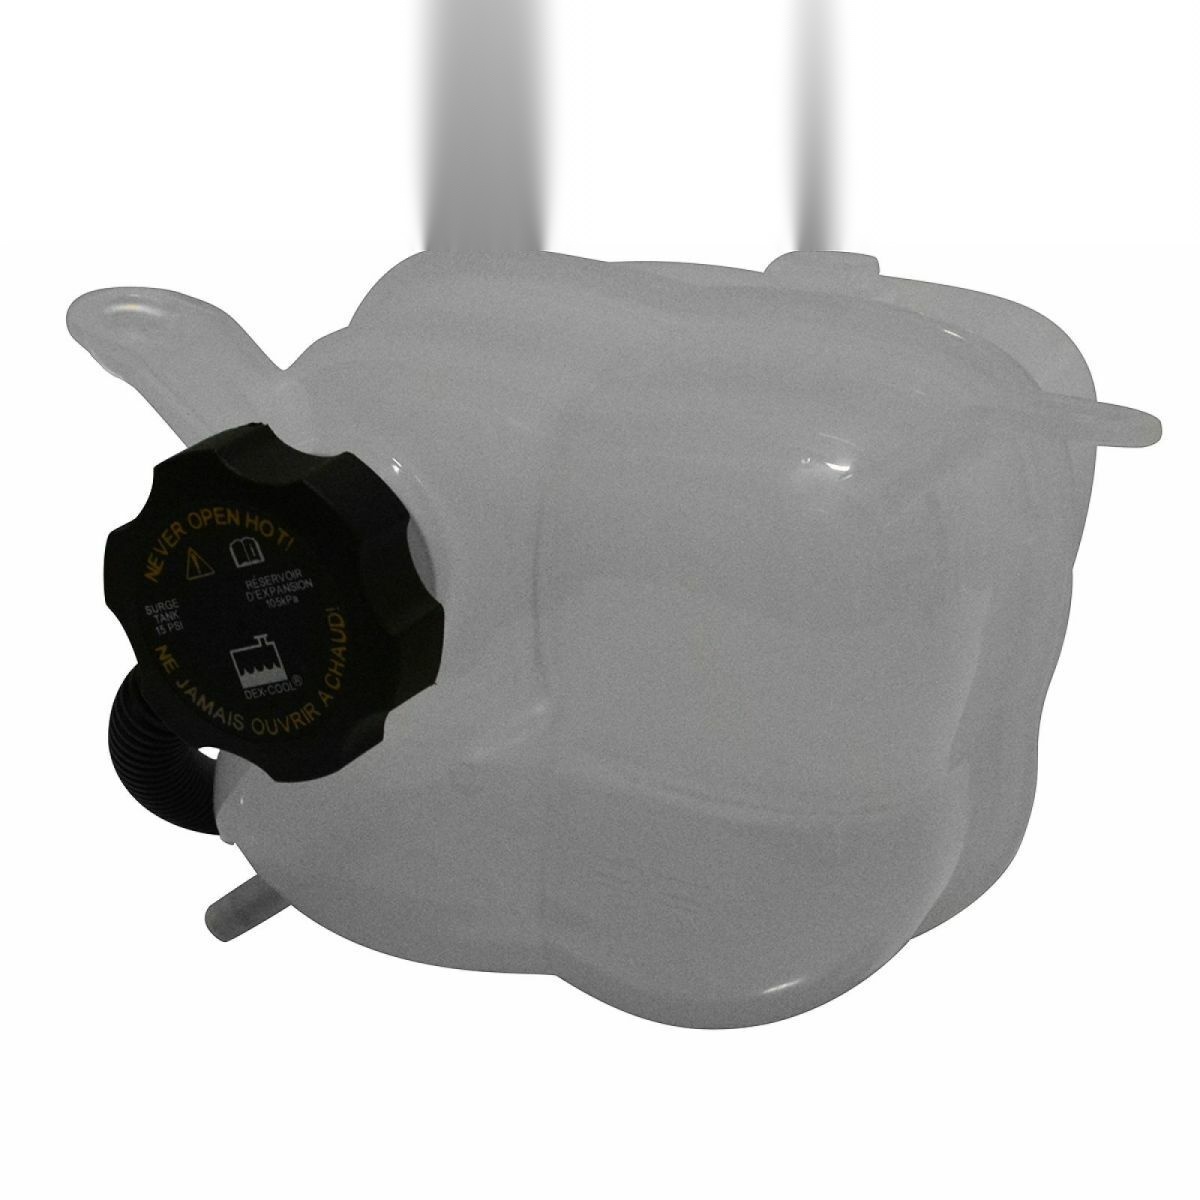 NEVER OPEN HOT!
RÉSERVOIR
D'EXPANSION
105kPa
SURGE
TANK
15 PSI
DEX-COOL®
NE JAMAIS OUVRIR A CHAUD!